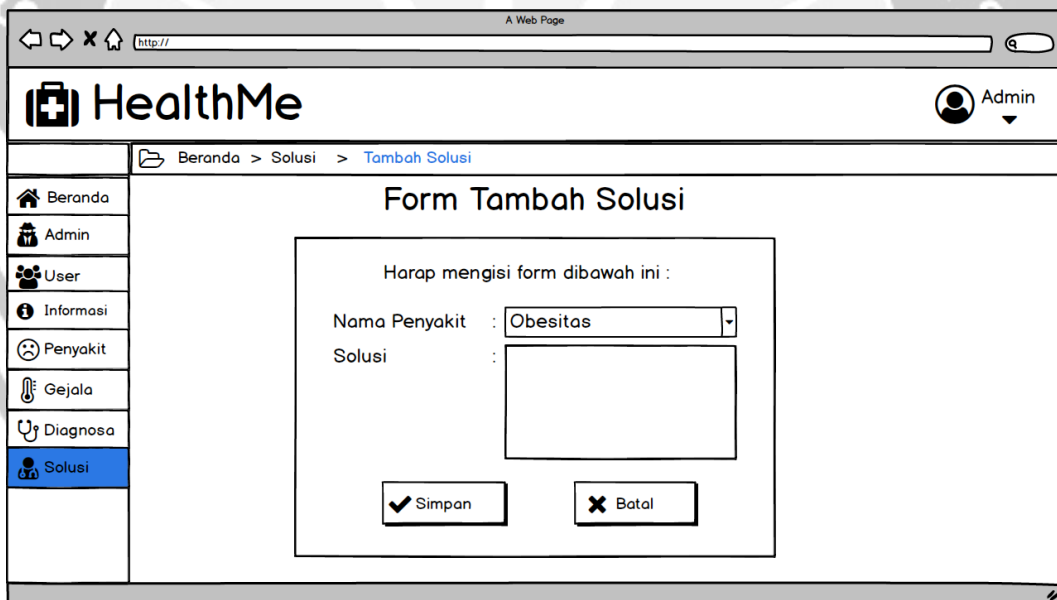 A Web Page
http://
HealthMe
Admin
Beranda > Solusi > Tambah Solusi
Beranda
Admin
User
Informasi
Penyakit
Gejala
Diagnosa
Solusi
Form Tambah Solusi
Harap mengisi form dibawah ini :
Nama Penyakit : Obesitas
Solusi :
Simpan Batal